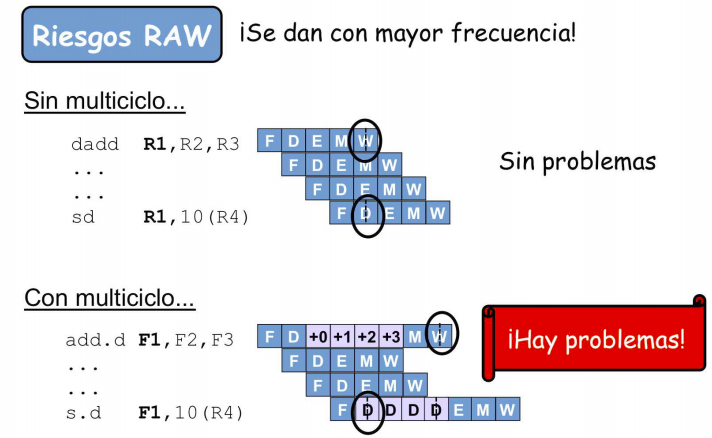 Riesgos RAW ¡Se dan con mayor frecuencia!
Sin multiciclo...
dadd R1,R2,R3 F D E M W
... F D E M W
Sin problemas
... F D E M W
sd R1,10(R4) F D E M W
Con multiciclo...
add.d F1,F2,F3 F D +0 +1 +2 +3 M W
¡Hay problemas!
... F D E M W
... F D E M W
s.d F1,10(R4) F D D D D E M W